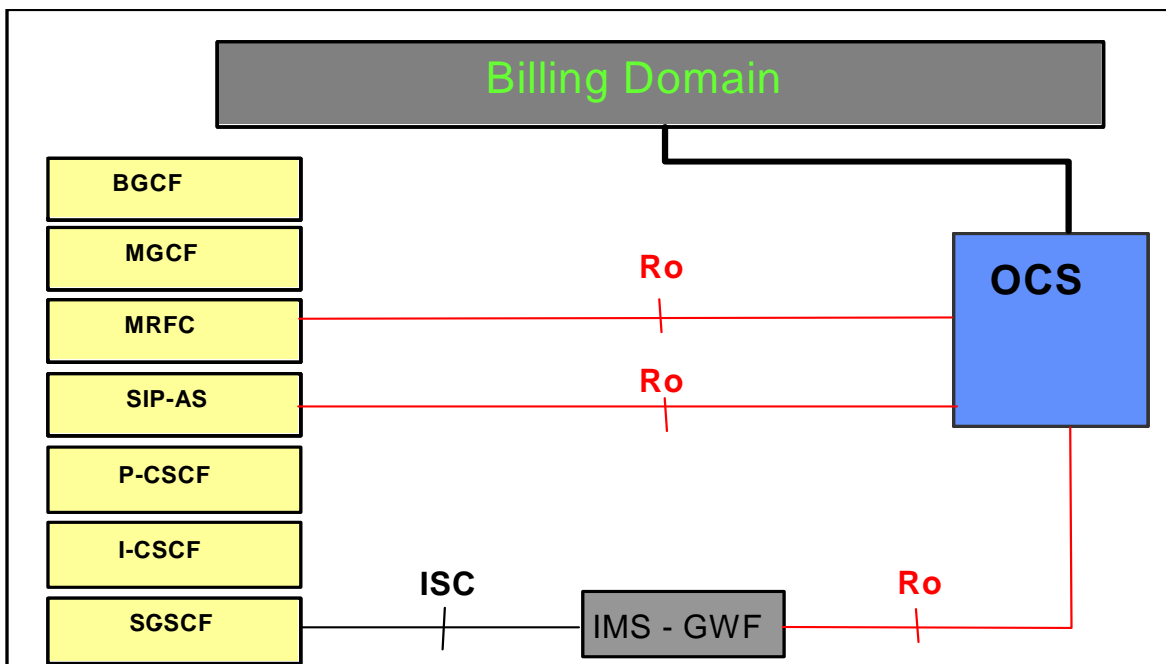 Billing Domain
BGCF
MGCF
MRFC
SIP-AS
P-CSCF
I-CSCF
SGSCF
Ro
Ro
OCS
ISC
IMS - GWF
Ro